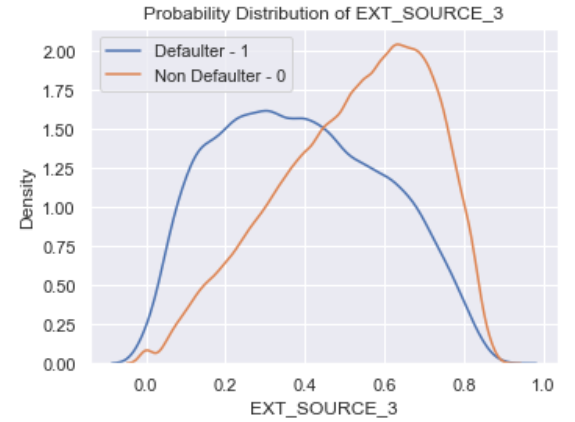 Probability Distribution of EXT_SOURCE_3
Defaulter - 1
Non Defaulter - 0
2.00
1.75
1.50
1.25
1.00
0.75
0.50
0.25
0.00
Density
0.0 0.2 0.4 0.6 0.8 1.0
EXT_SOURCE_3